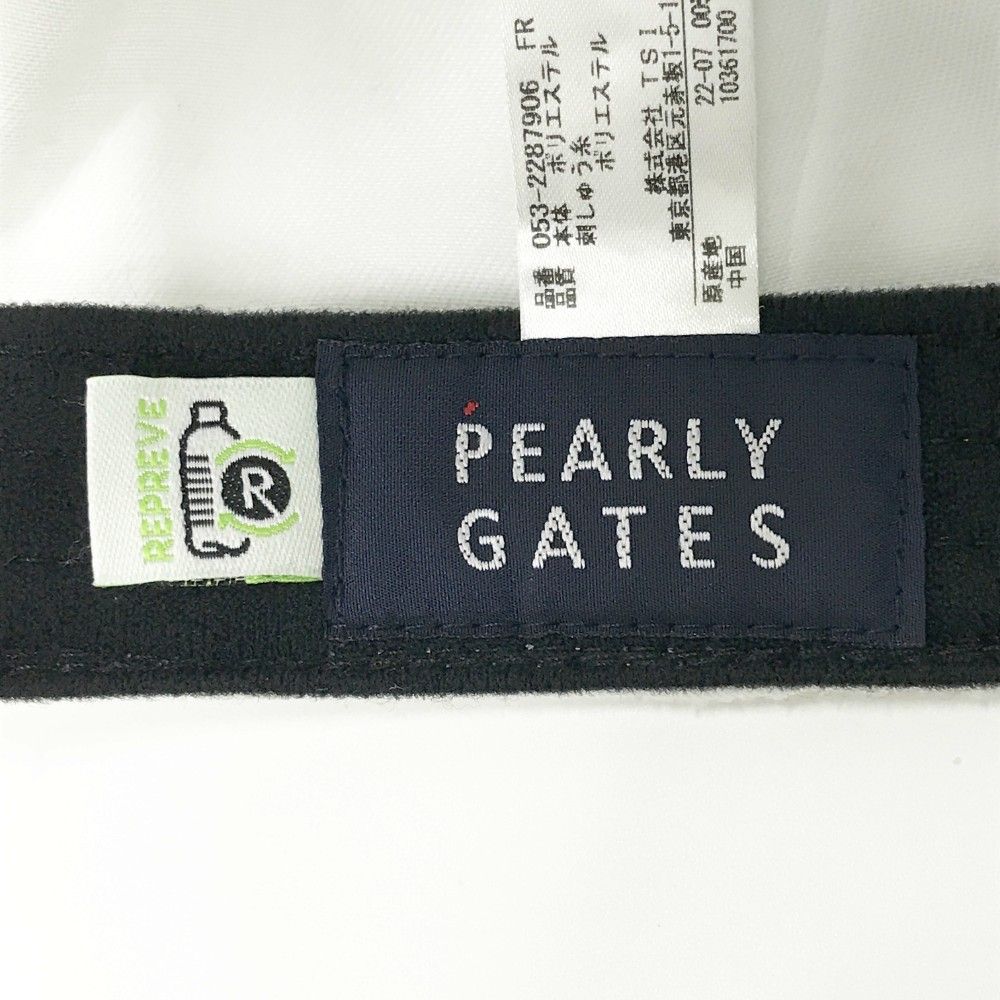 品番 053-2287906 FR
品質 本体 ポリエステル
刺しゅう糸
ポリエステル
株式会社 TSI
東京都港区元赤坂1-5-1
原産地 22-07 005
中国 10361700
REPREVE
R
PEARLY
GATES